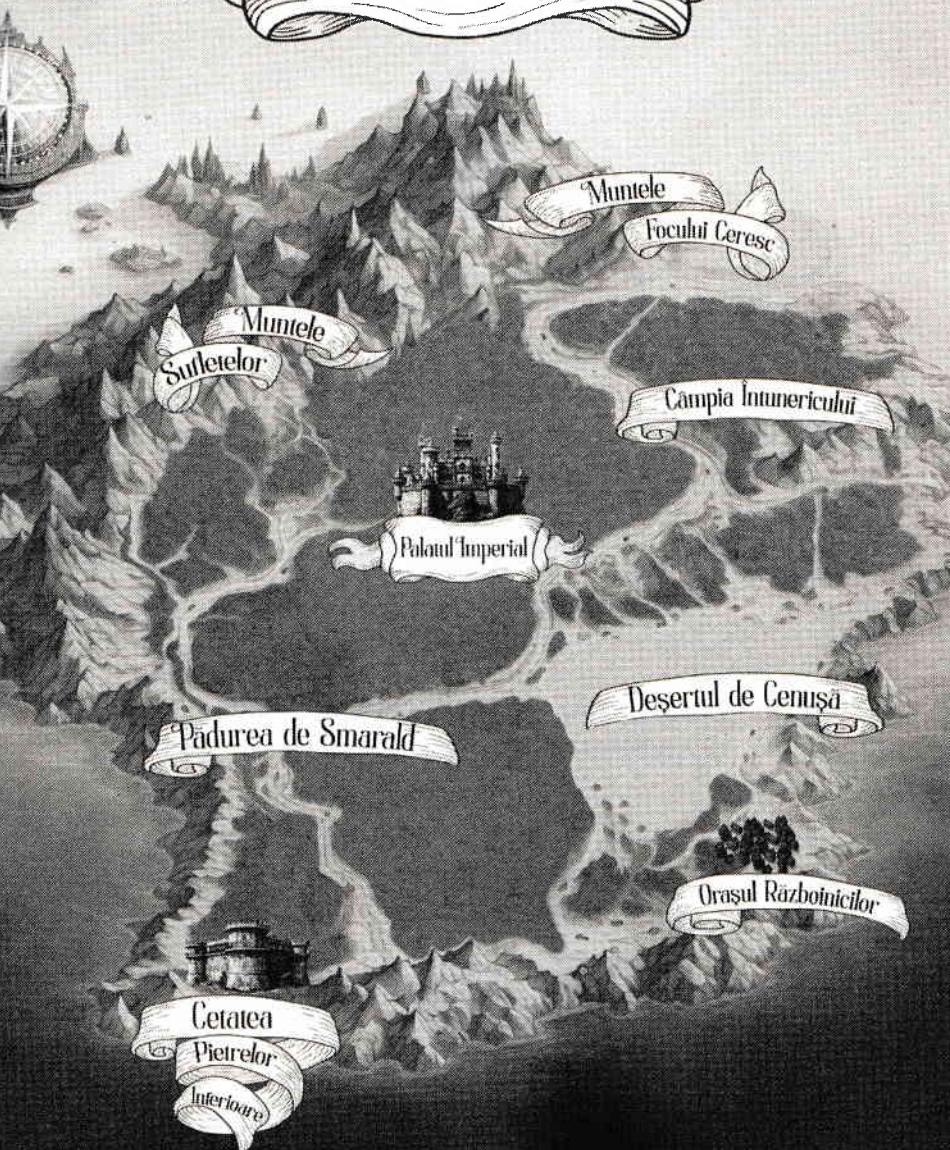 Muntele
Focului Ceresc
Muntele
Sufletelor
Câmpia Întunericului
Palatul Imperial
Deșertul de Cenușă
Pădurea de Smarald
Orașul Războinicilor
Cetatea
Pietrelor
Inferioare